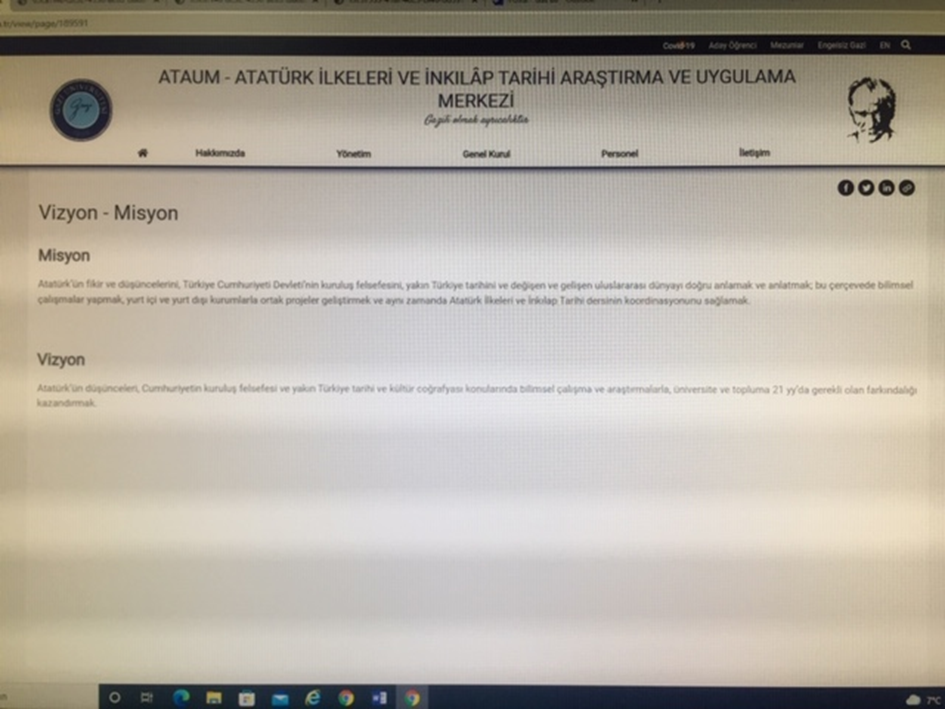 tr/view/page/189591
Covid-19 Aday Öğrenci Mezunlar Engelsiz Gazi EN
ATAUM - ATATÜRK İLKELERİ VE İNKILÂP TARİHİ ARAŞTIRMA VE UYGULAMA
MERKEZİ
Gazili olmak ayrıcalıktır
Hakkımızda Yönetim Genel Kurul Personel İletişim
Vizyon - Misyon
Misyon
Atatürk'ün fikir ve düşüncelerini, Türkiye Cumhuriyeti Devleti'nin kuruluş felsefesini, yakın Türkiye tarihini ve değişen ve gelişen uluslararası dünyayı doğru anlamak ve anlatmak; bu çerçevede bilimsel
çalışmalar yapmak, yurt içi ve yurt dışı kurumlarla ortak projeler geliştirmek ve aynı zamanda Atatürk İlkeleri ve İnkılap Tarihi dersinin koordinasyonunu sağlamak.
Vizyon
Atatürk'ün düşünceleri, Cumhuriyetin kuruluş felsefesi ve yakın Türkiye tarihi ve kültür coğrafyası konularında bilimsel çalışma ve araştırmalarla, üniversite ve topluma 21 yy'da gerekli olan farkındalığı
kazandırmak.
7°C